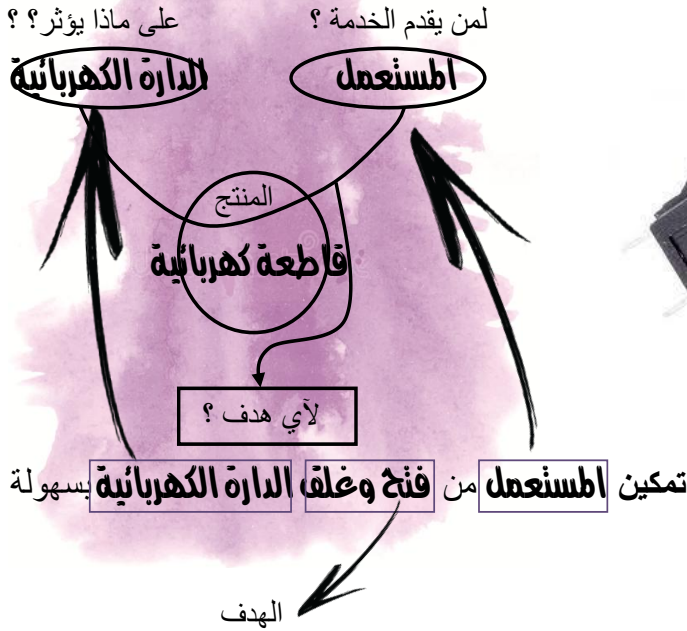 لمن يقدم الخدمة ؟
على ماذا يؤثر؟ ؟
المستعمل
الدارة الكهربائية
المنتج
قاطعة كهربائية
لآي هدف ؟
تمكين المستعمل من فتح وغلق الدارة الكهربائية بسهولة
الهدف